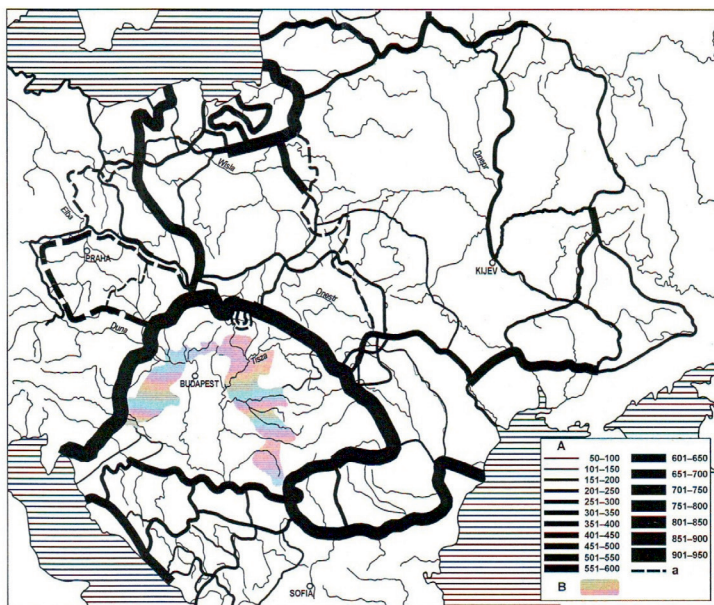 Wisla
Dnepr
Elba
PRAHA
KIJEV
Dnestr
Duna
Tisza
BUDAPEST
SOFIA
A
50–100
101–150
151–200
201–250
251–300
301–350
351–400
401–450
451–500
501–550
551–600
601–650
651–700
701–750
751–800
801–850
851–900
901–950
a
B